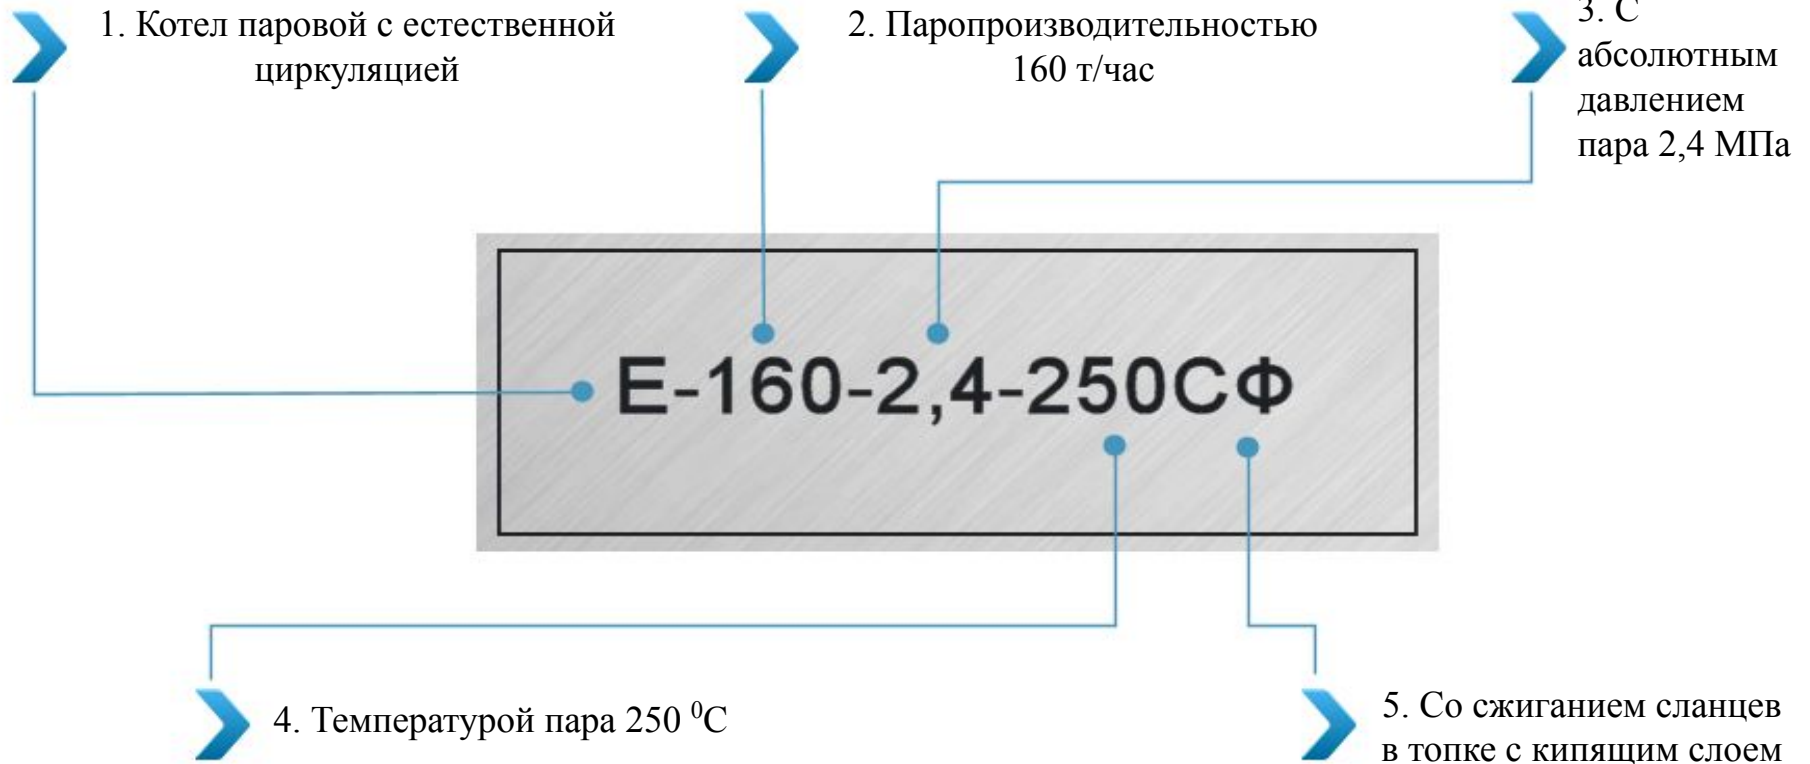 1. Котел паровой с естественной
циркуляцией
2. Паропроизводительностью
160 т/час
3. С
абсолютным
давлением
пара 2,4 МПа
Е-160-2,4-250СФ
4. Температурой пара 250 ⁰С
5. Со сжиганием сланцев
в топке с кипящим слоем